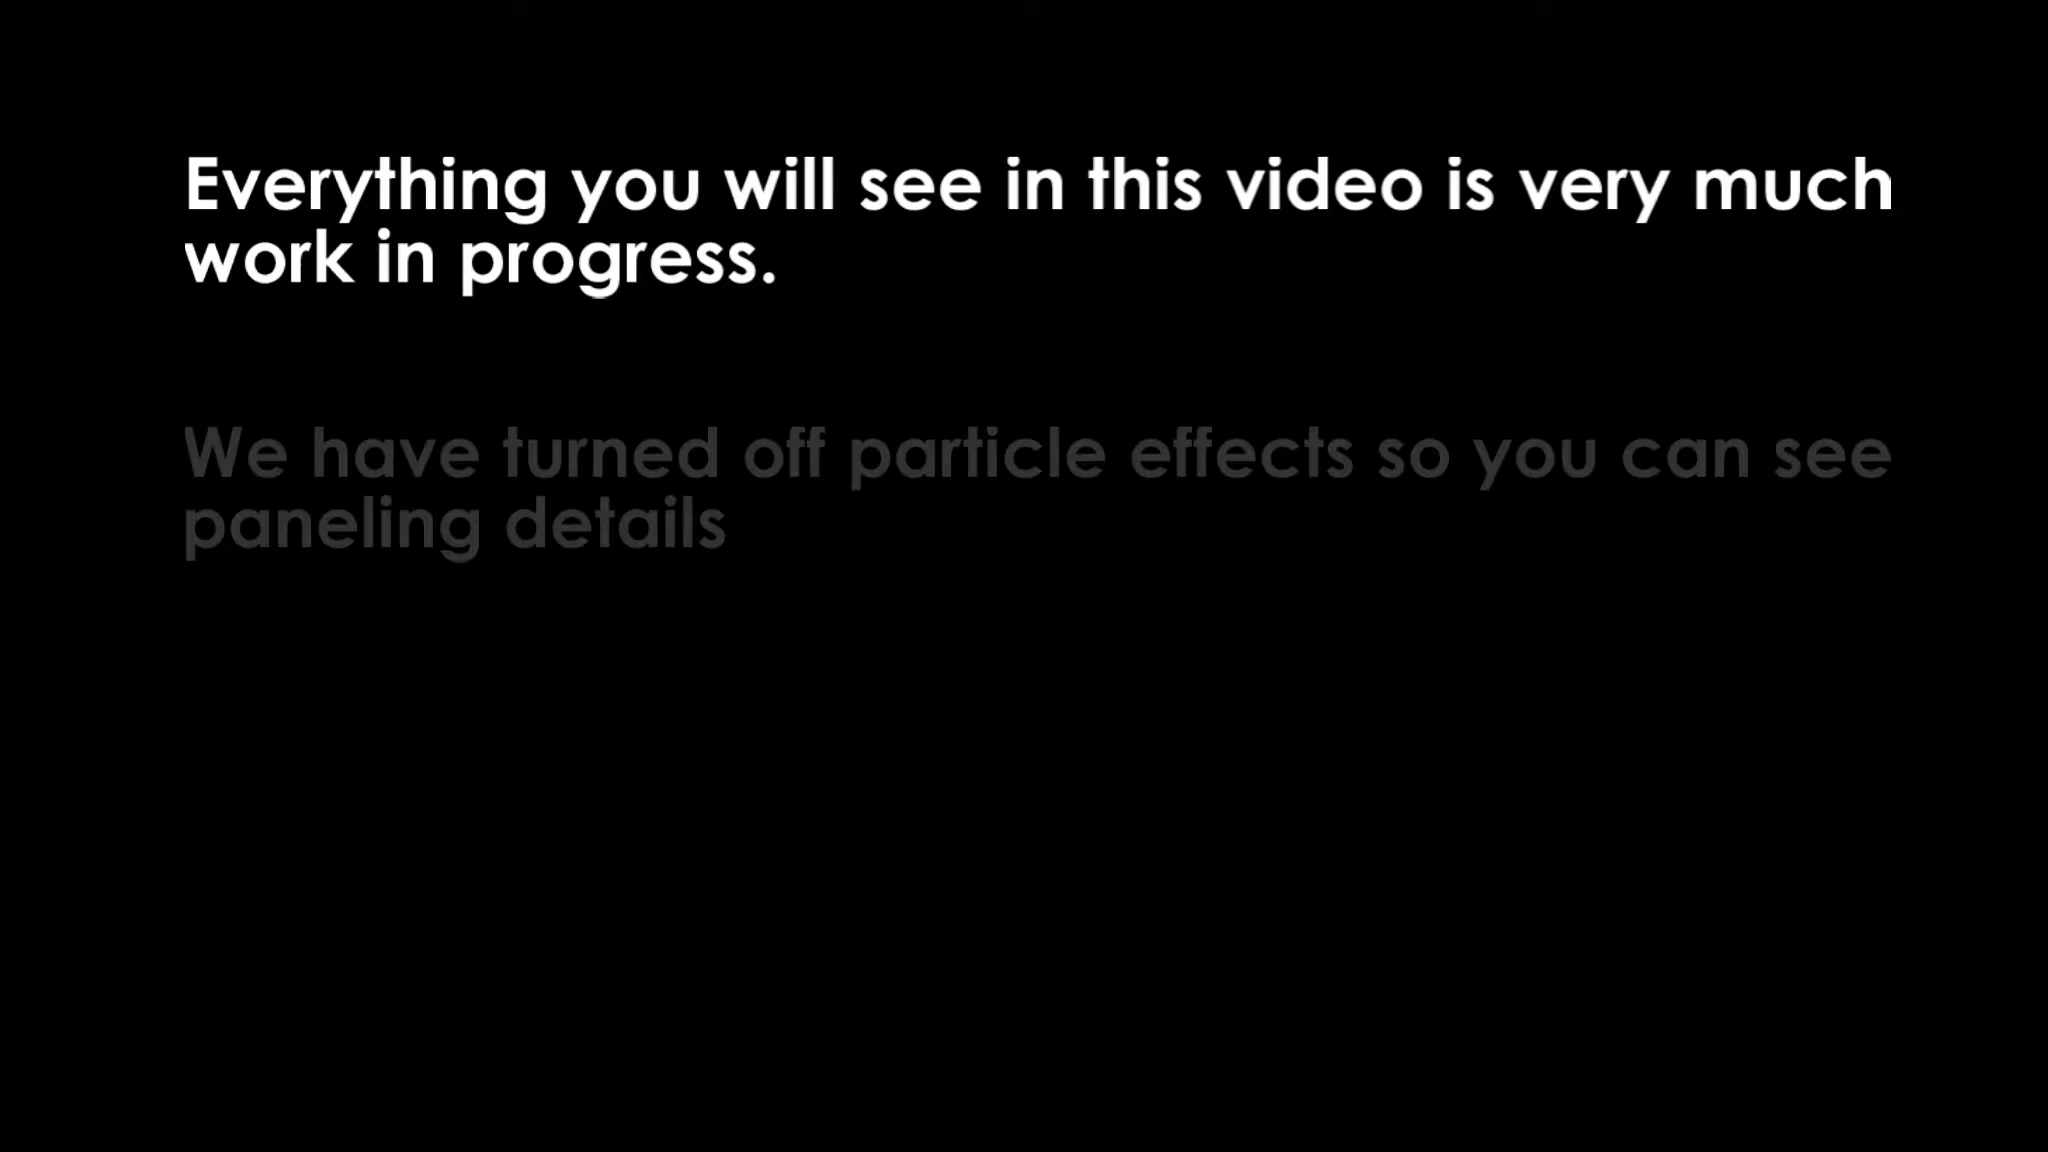 Everything you will see in this video is very much
work in progress.
We have turned off particle effects so you can see
paneling details